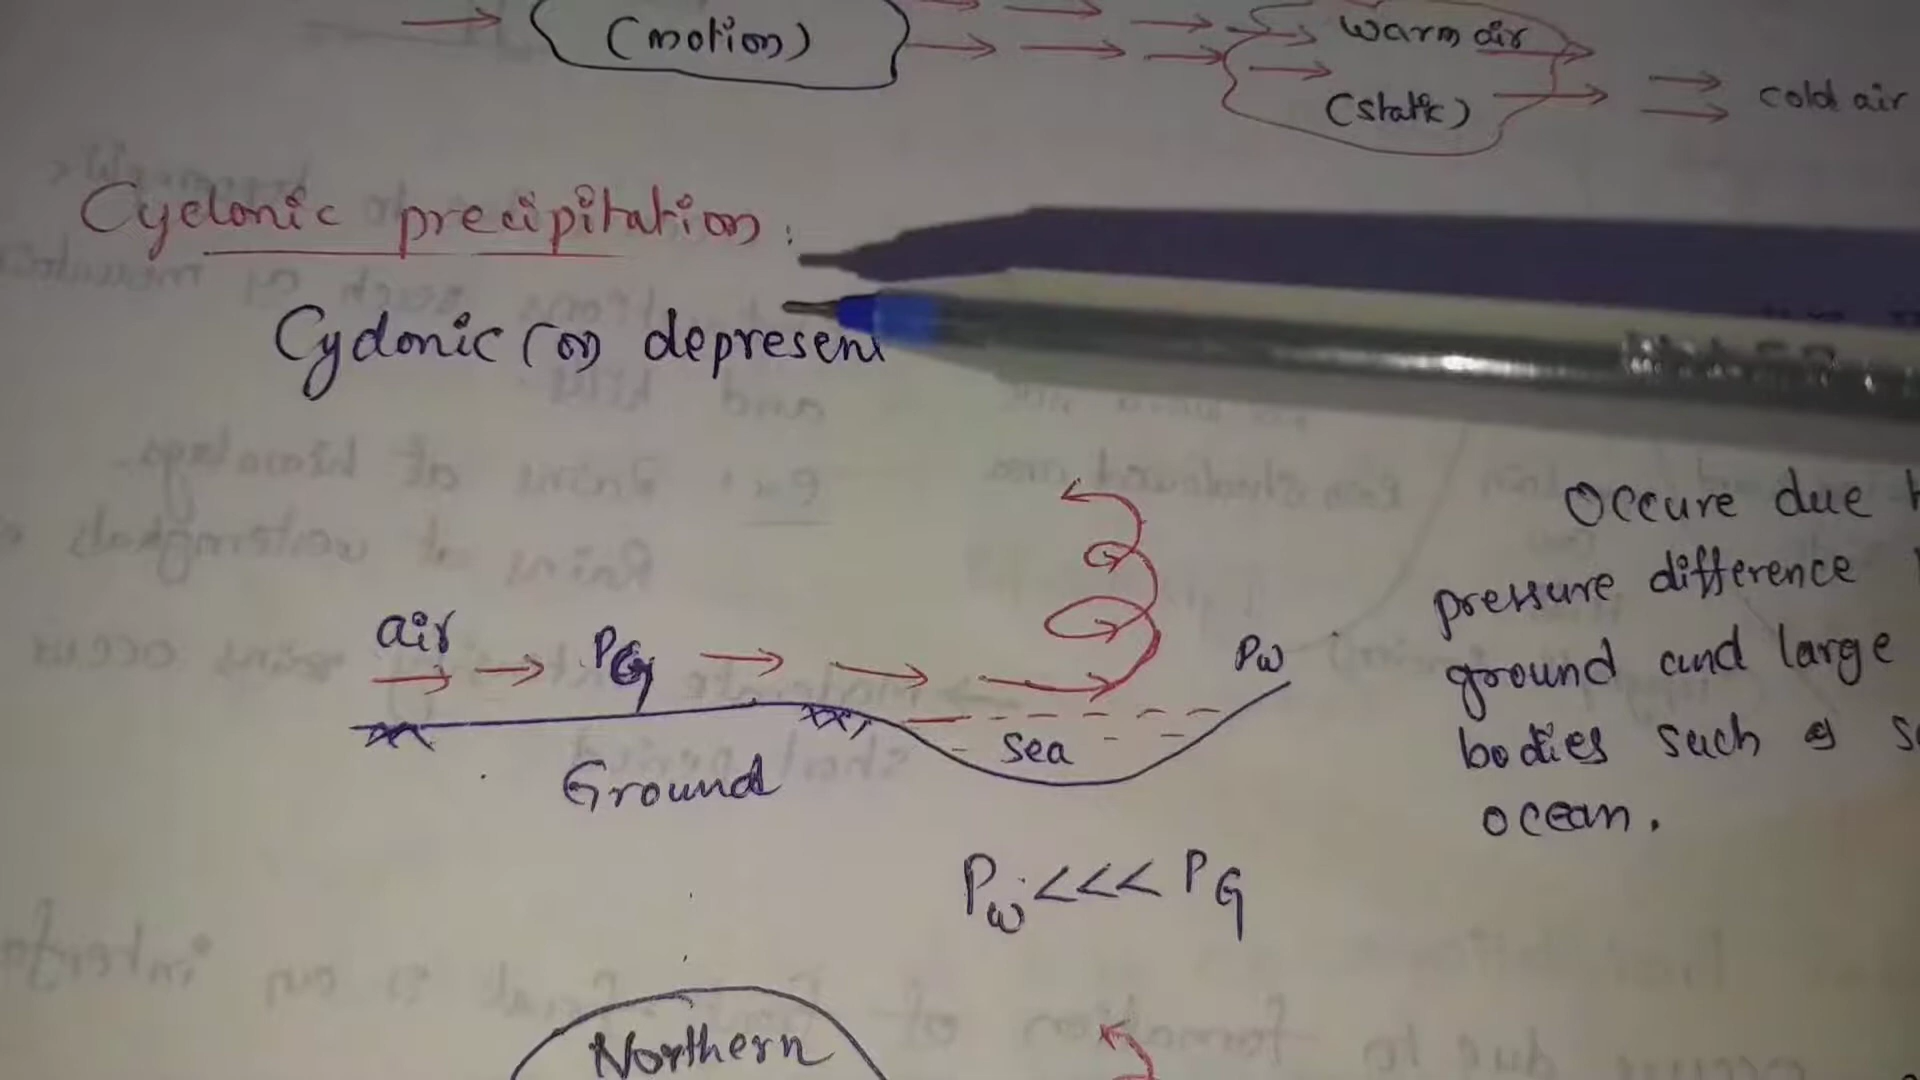 (motion)
warm air
(static)
cold air
Cyclonic precipitation:
Cyclonic (or) depresent
Occure due
pressure difference
ground and large
bodies such as
ocean.
air
PG
Pw
Sea
Ground
Pw <<< PG
Northern